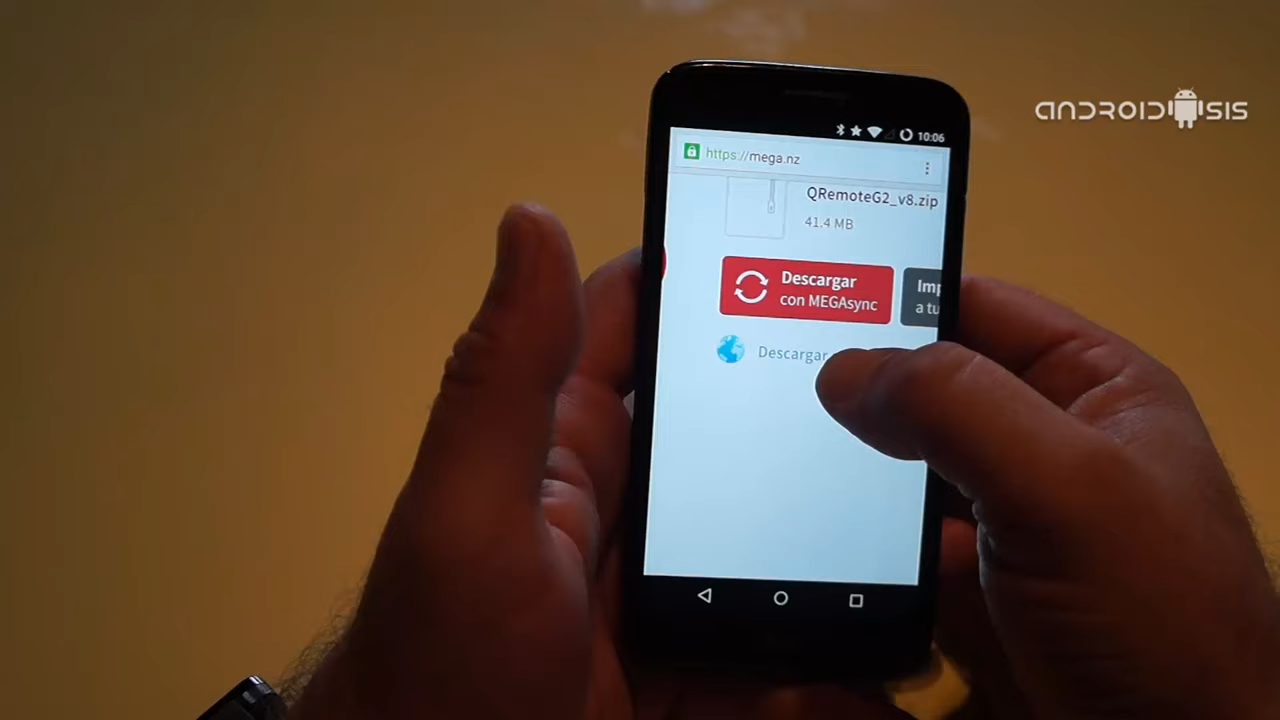 ANDROIDSIS
10:06
https://mega.nz
QRemoteG2_v8.zip
41.4 MB
Descargar
con MEGAsync
Imp
a tu
Descargar